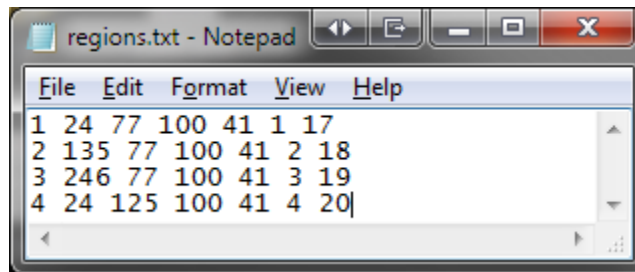 regions.txt - Notepad
File Edit Format View Help
1 24 77 100 41 1 17
2 135 77 100 41 2 18
3 246 77 100 41 3 19
4 24 125 100 41 4 20